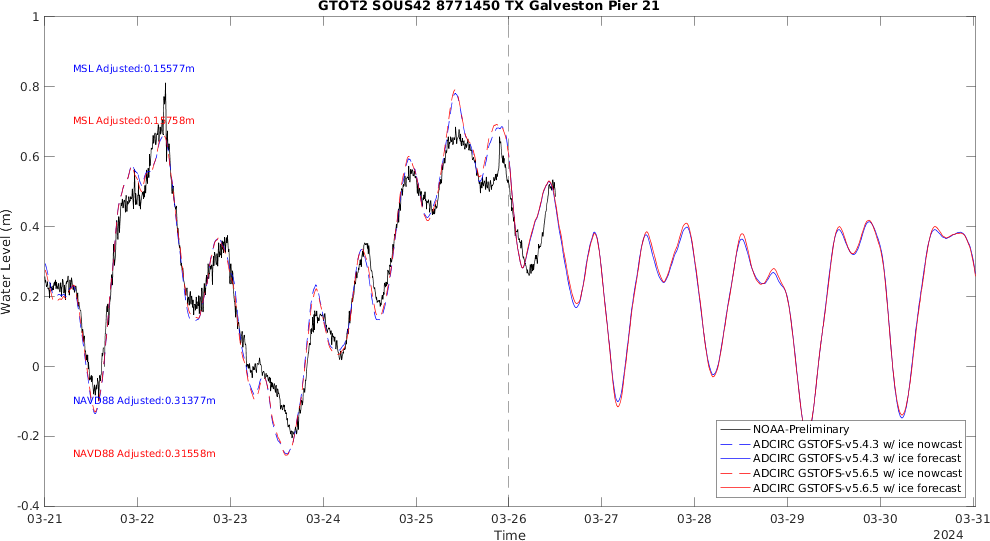 GTOT2 SOUS42 8771450 TX Galveston Pier 21
1
0.8
0.6
0.4
0.2
0
-0.2
-0.4
Water Level (m)
MSL Adjusted:0.15577m
MSL Adjusted:0.15758m
NAVD88 Adjusted:0.31377m
NAVD88 Adjusted:0.31558m
NOAA-Preliminary
ADCIRC GSTOFS-v5.4.3 w/ ice nowcast
ADCIRC GSTOFS-v5.4.3 w/ ice forecast
ADCIRC GSTOFS-v5.6.5 w/ ice nowcast
ADCIRC GSTOFS-v5.6.5 w/ ice forecast
03-21 03-22 03-23 03-24 03-25 03-26 03-27 03-28 03-29 03-30 03-31
Time
2024